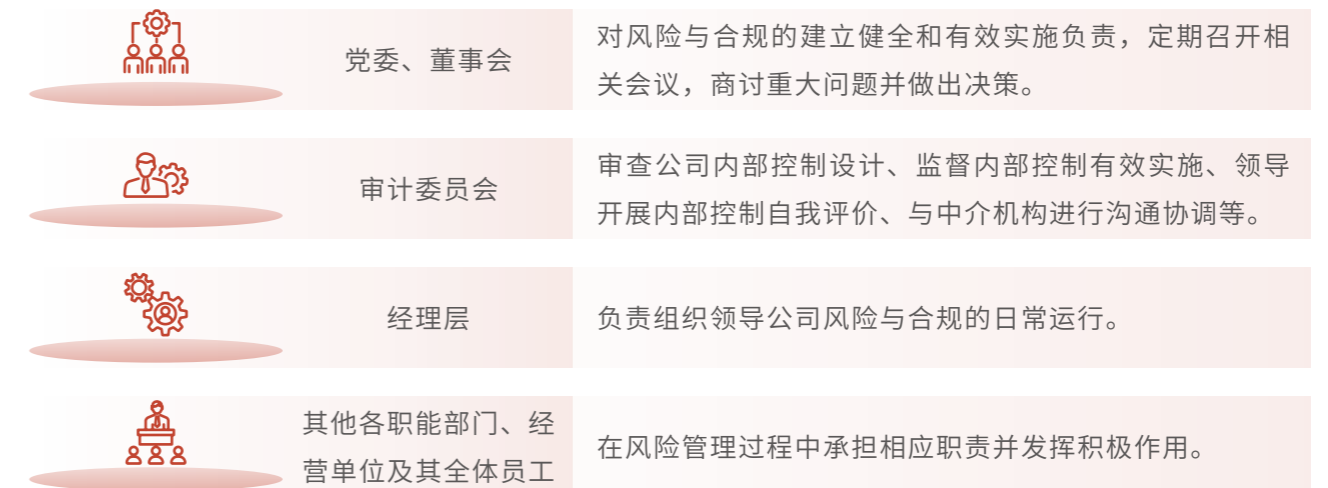 党委、董事会
对风险与合规的建立健全和有效实施负责，定期召开相
关会议，商讨重大问题并做出决策。
审计委员会
审查公司内部控制设计、监督内部控制有效实施、领导
开展内部控制自我评价、与中介机构进行沟通协调等。
经理层
负责组织领导公司风险与合规的日常运行。
其他各职能部门、经
营单位及其全体员工
在风险管理过程中承担相应职责并发挥积极作用。